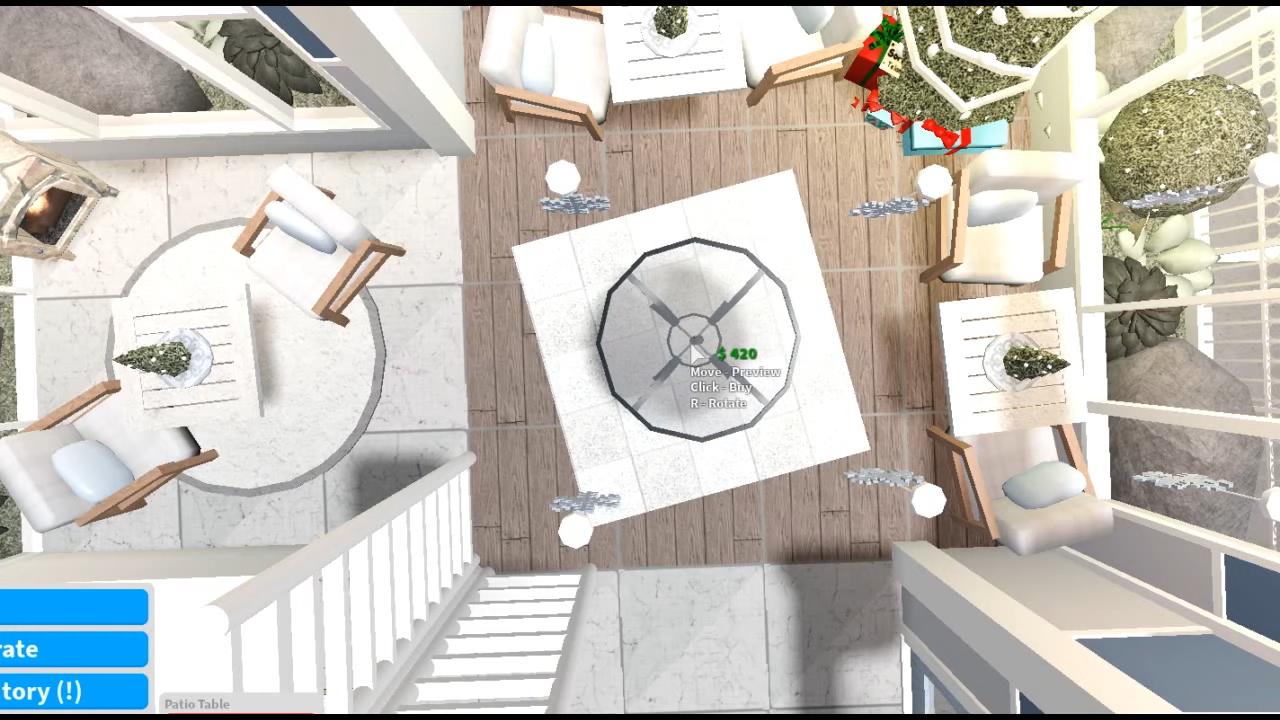 $ 420
Move - Preview
Click - Buy
R - Rotate
rate
tory (!)
Patio Table